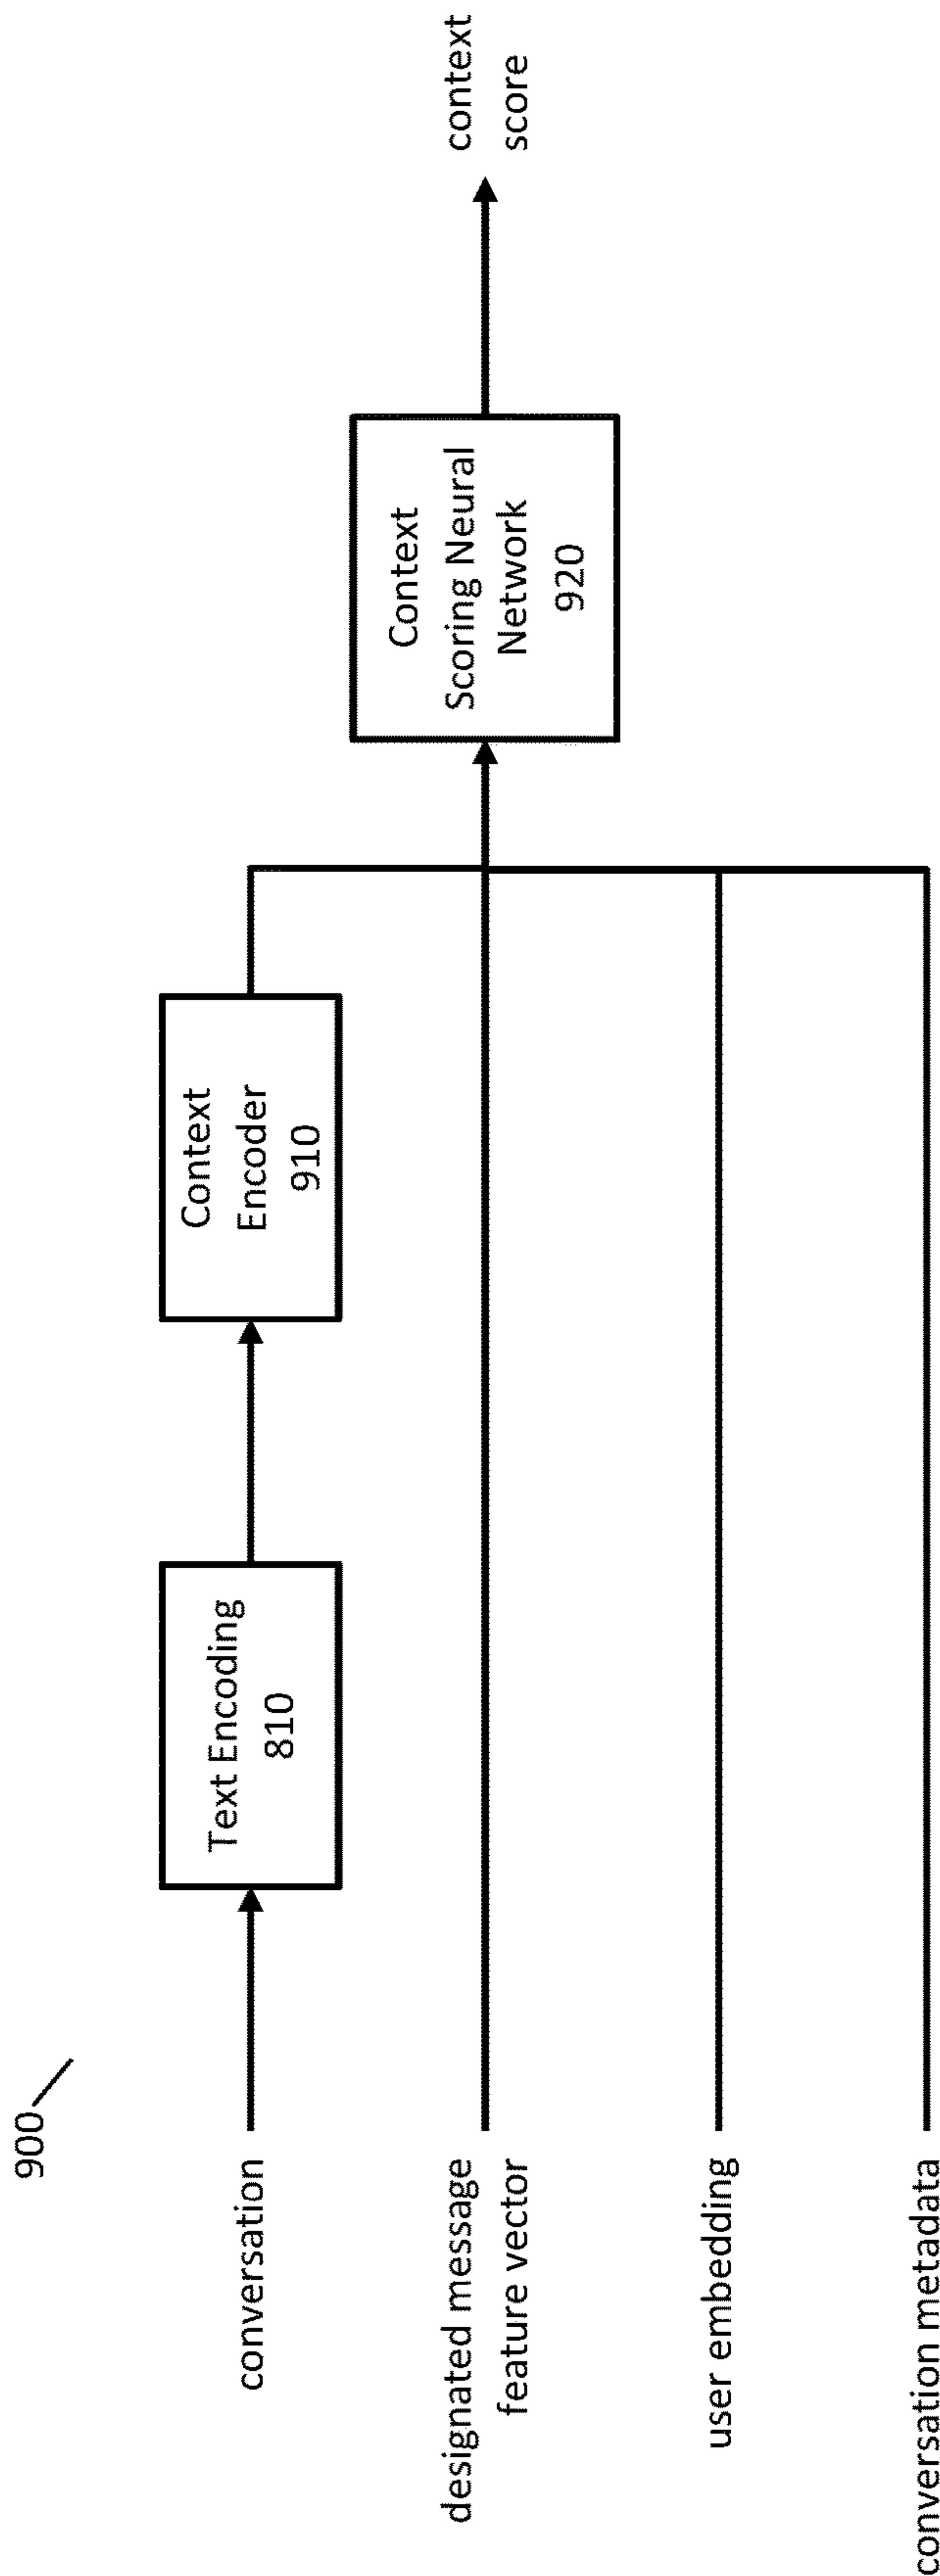 900
conversation
Text Encoding
810
Context
Encoder
910
designated message
feature vector
Context
Scoring Neural
Network
920
context
score
user embedding
conversation metadata